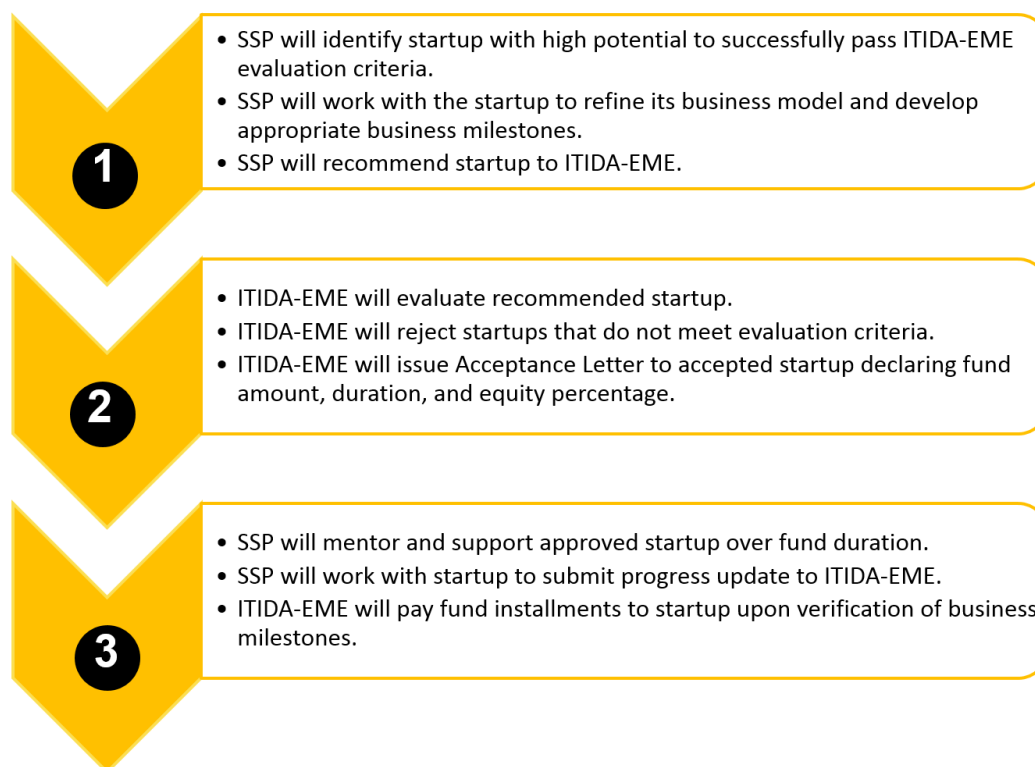 1
• SSP will identify startup with high potential to successfully pass ITIDA-EME
evaluation criteria.
• SSP will work with the startup to refine its business model and develop
appropriate business milestones.
• SSP will recommend startup to ITIDA-EME.
2
• ITIDA-EME will evaluate recommended startup.
• ITIDA-EME will reject startups that do not meet evaluation criteria.
• ITIDA-EME will issue Acceptance Letter to accepted startup declaring fund
amount, duration, and equity percentage.
3
• SSP will mentor and support approved startup over fund duration.
• SSP will work with startup to submit progress update to ITIDA-EME.
• ITIDA-EME will pay fund installments to startup upon verification of business
milestones.